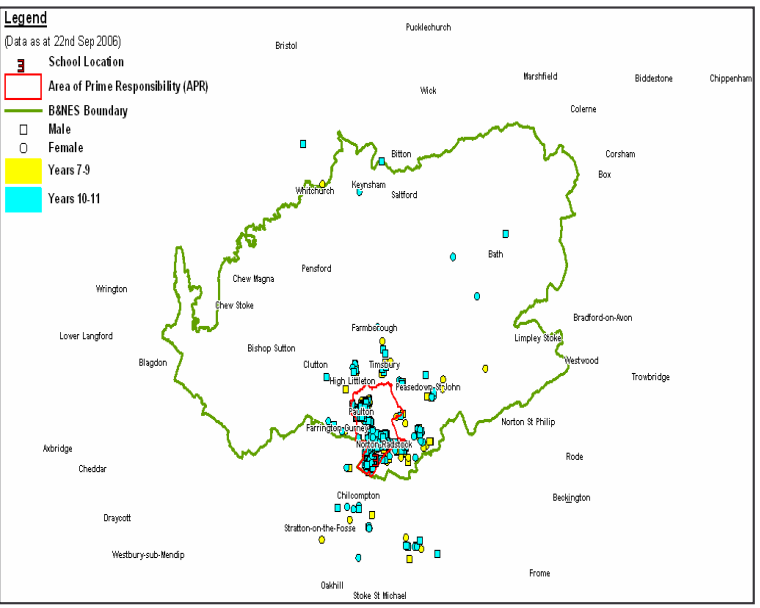 Legend
(Data as at 22nd Sep 2006)
School Location
Area of Prime Responsibility (APR)
B&NES Boundary
Male
Female
Years 7-9
Years 10-11
Pucklechurch
Bristol
Marshfield
Biddestone
Chippenham
Wick
Colerne
Bitton
Corsham
Box
Whitchurch
Keynsham
Saltford
Bath
Pensford
Chew Magna
Wrington
Chew Stoke
Bradford-on-Avon
Farmborough
Lover Langford
Limpley Stoke
Bishop Sutton
Blagdon
Clutton
Timsbury
Westwood
High Littleton
Peasedown-St-John
Trowbridge
Paulton
Norton St Philip
Farrington-Gurney
Norton-Radstock
Axbridge
Rode
Cheddar
Chilcompton
Beckington
Draycott
Stratton-on-the-Fosse
Westbury-sub-Mendip
Frome
Oakhill
Stoke St Michael